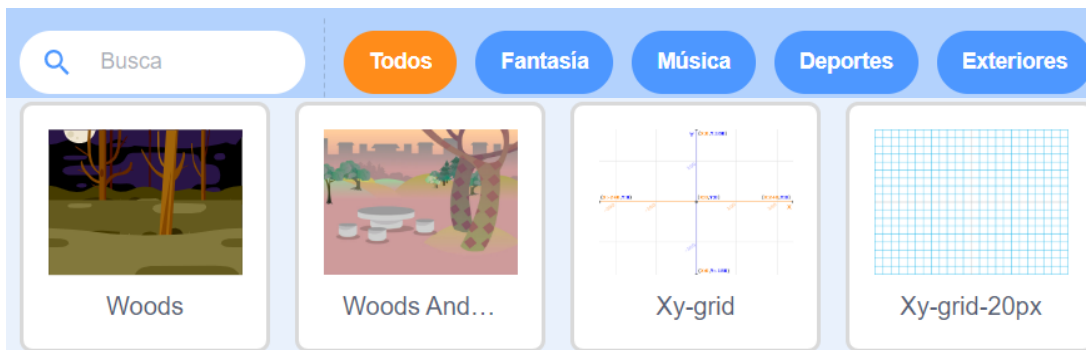 Busca
Todos
Fantasía
Música
Deportes
Exteriores
Woods
Woods And…
Xy-grid
Xy-grid-20px